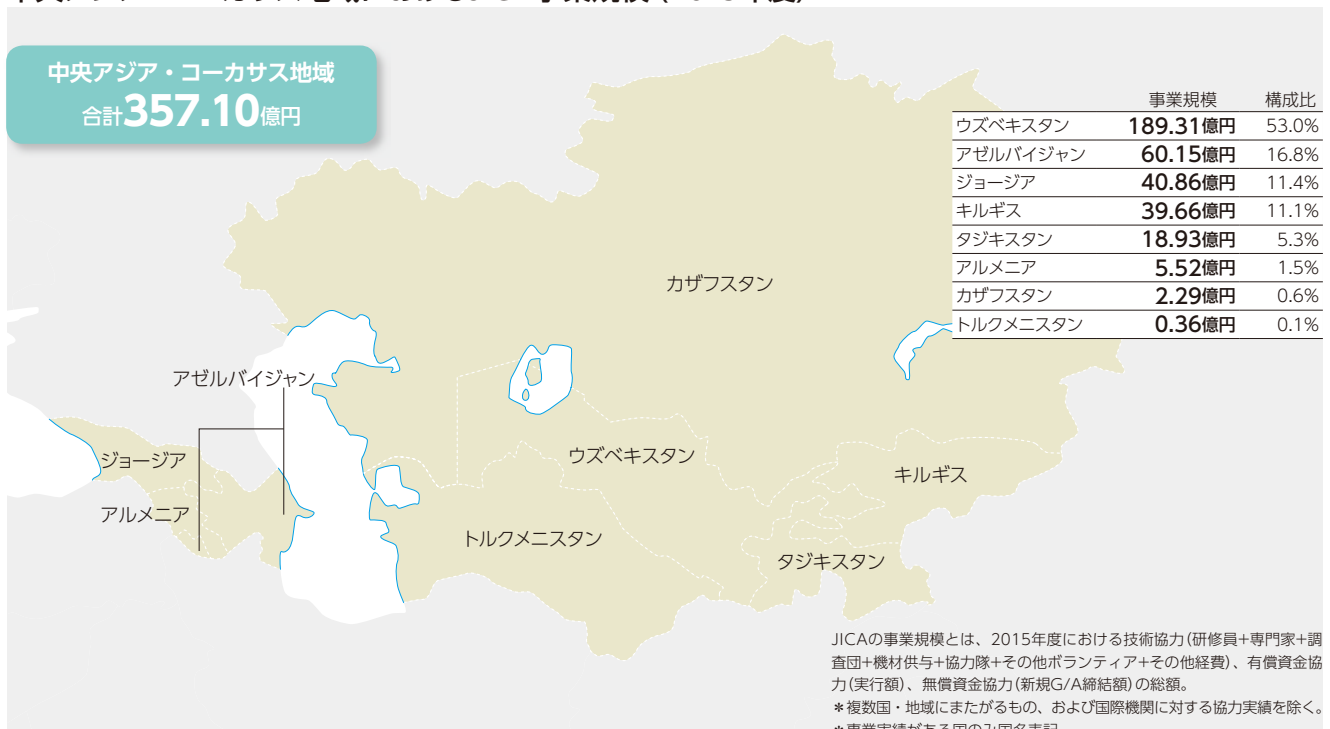 中央アジア・コーカサス地域
合計357.10億円
事業規模 構成比
ウズベキスタン 189.31億円 53.0%
アゼルバイジャン 60.15億円 16.8%
ジョージア 40.86億円 11.4%
キルギス 39.66億円 11.1%
タジキスタン 18.93億円 5.3%
アルメニア 5.52億円 1.5%
カザフスタン 2.29億円 0.6%
トルクメニスタン 0.36億円 0.1%
カザフスタン
アゼルバイジャン
ジョージア
ウズベキスタン
キルギス
アルメニア
トルクメニスタン
タジキスタン
JICAの事業規模とは、2015年度における技術協力(研修員+専門家+調
査団+機材供与+協力隊+その他ボランティア+その他経費)、有償資金協
力(実行額)、無償資金協力(新規G/A締結額)の総額。
＊複数国・地域にまたがるもの、および国際機関に対する協力実績を除く。